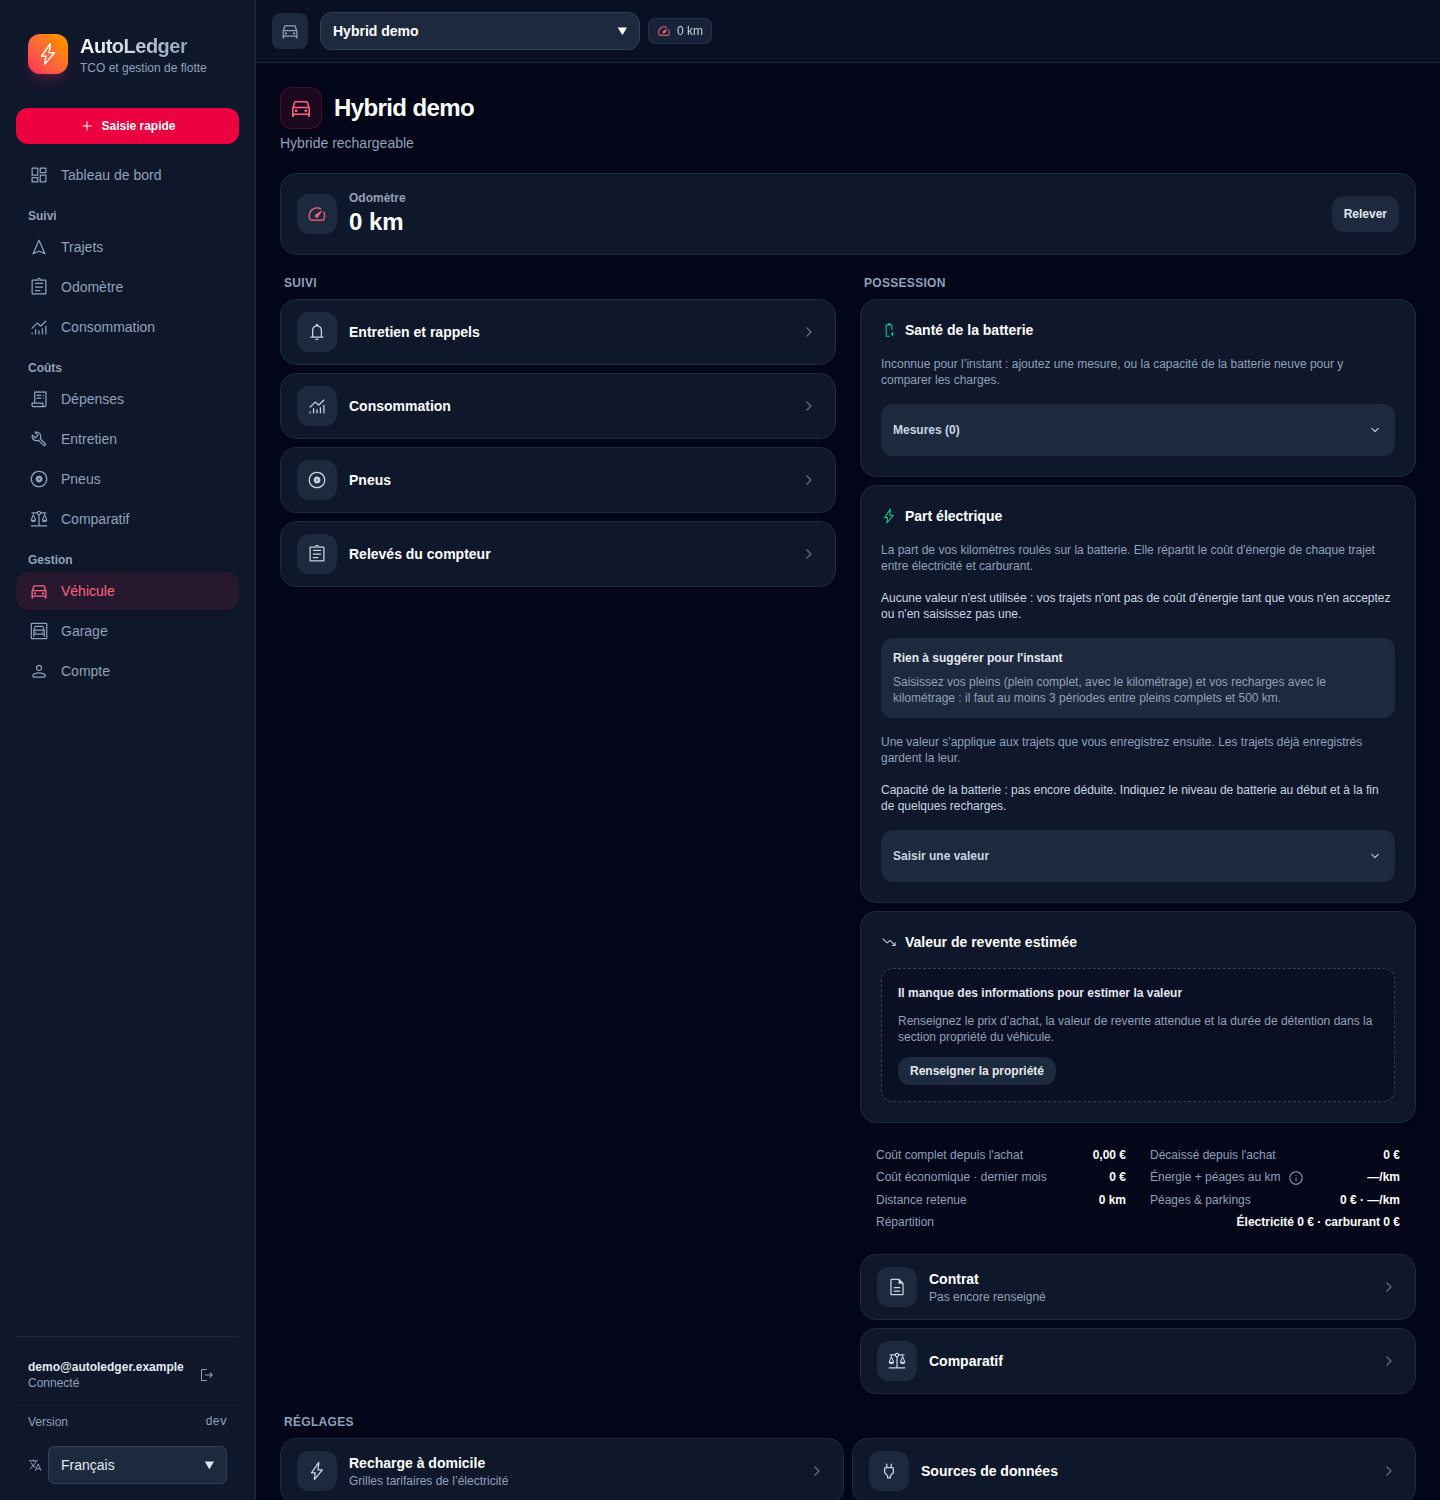 AutoLedger
TCO et gestion de flotte
Saisie rapide
Tableau de bord
Suivi
Trajets
Odomètre
Consommation
Coûts
Dépenses
Entretien
Pneus
Comparatif
Gestion
Véhicule
Garage
Compte
demo@autoledger.example
Connecté
Version dev
Français
Hybrid demo
0 km
Hybrid demo
Hybride rechargeable
Odomètre
0 km
Relever
SUIVI
Entretien et rappels
Consommation
Pneus
Relevés du compteur
POSSESSION
Santé de la batterie
Inconnue pour l’instant : ajoutez une mesure, ou la capacité de la batterie neuve pour y
comparer les charges.
Mesures (0)
Part électrique
La part de vos kilomètres roulés sur la batterie. Elle répartit le coût d'énergie de chaque trajet
entre électricité et carburant.
Aucune valeur n'est utilisée : vos trajets n'ont pas de coût d'énergie tant que vous n'en acceptez
ou n'en saisissez pas une.
Rien à suggérer pour l'instant
Saisissez vos pleins (plein complet, avec le kilométrage) et vos recharges avec le
kilométrage : il faut au moins 3 périodes entre pleins complets et 500 km.
Une valeur s'applique aux trajets que vous enregistrez ensuite. Les trajets déjà enregistrés
gardent la leur.
Capacité de la batterie : pas encore déduite. Indiquez le niveau de batterie au début et à la fin
de quelques recharges.
Saisir une valeur
Valeur de revente estimée
Il manque des informations pour estimer la valeur
Renseignez le prix d’achat, la valeur de revente attendue et la durée de détention dans la
section propriété du véhicule.
Renseigner la propriété
Coût complet depuis l'achat 0,00 €
Décaissé depuis l'achat 0 €
Coût économique · dernier mois 0 €
Énergie + péages au km —/km
Distance retenue 0 km
Péages & parkings 0 € · —/km
Répartition Électricité 0 € · carburant 0 €
Contrat
Pas encore renseigné
Comparatif
RÉGLAGES
Recharge à domicile
Grilles tarifaires de l’électricité
Sources de données